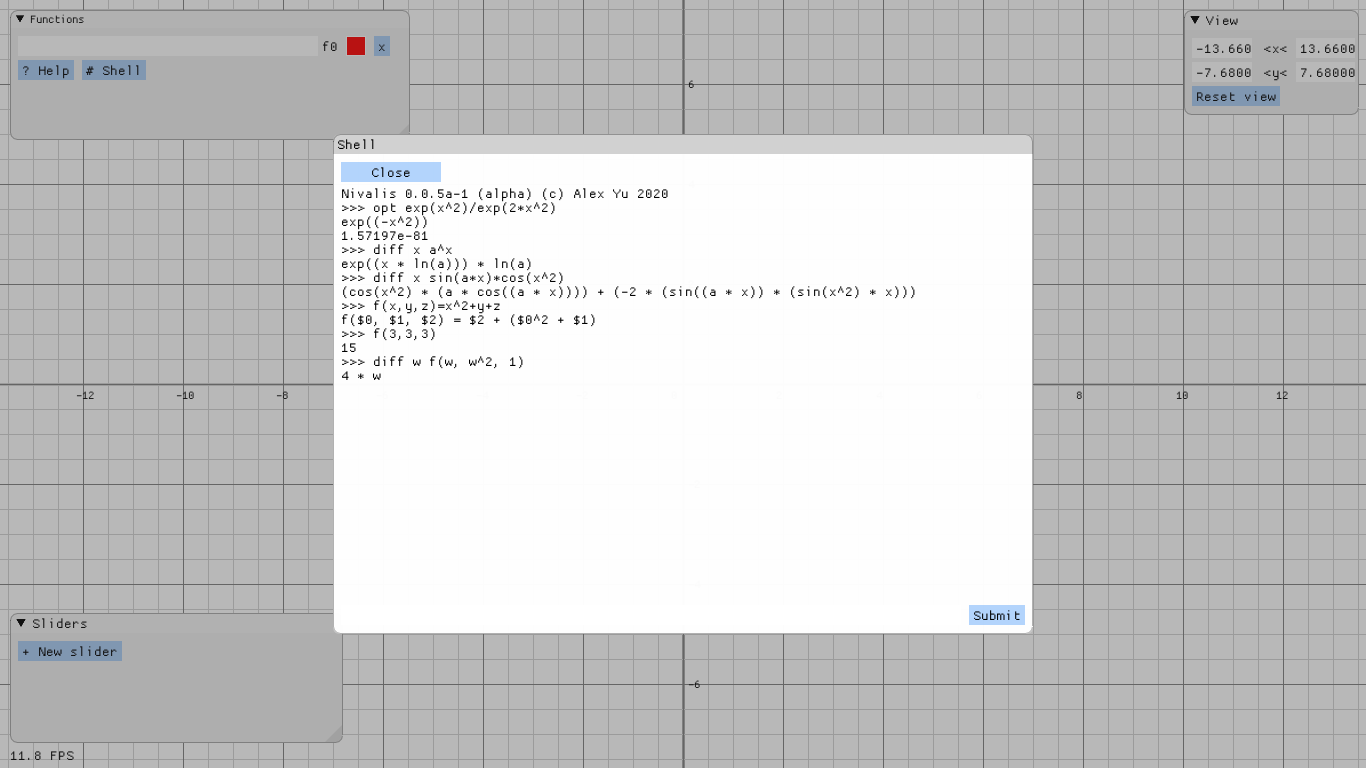 ▼ Functions
f0 x
? Help # Shell
▼ View
-13.660 <x< 13.6600
-7.6800 <y< 7.68000
Reset view
6
Shell
Close
Nivalis 0.0.5a-1 (alpha) (c) Alex Yu 2020
>>> opt exp(x^2)/exp(2*x^2)
exp((-x^2))
1.57197e-81
>>> diff x a^x
exp((x * ln(a))) * ln(a)
>>> diff x sin(a*x)*cos(x^2)
(cos(x^2) * (a * cos((a * x)))) + (-2 * (sin((a * x)) * (sin(x^2) * x)))
>>> f(x,y,z)=x^2+y+z
f($0, $1, $2) = $2 + ($0^2 + $1)
>>> f(3,3,3)
15
>>> diff w f(w, w^2, 1)
4 * w
-12 -10 -8 8 10 12
Submit
▼ Sliders
+ New slider
-6
11.8 FPS